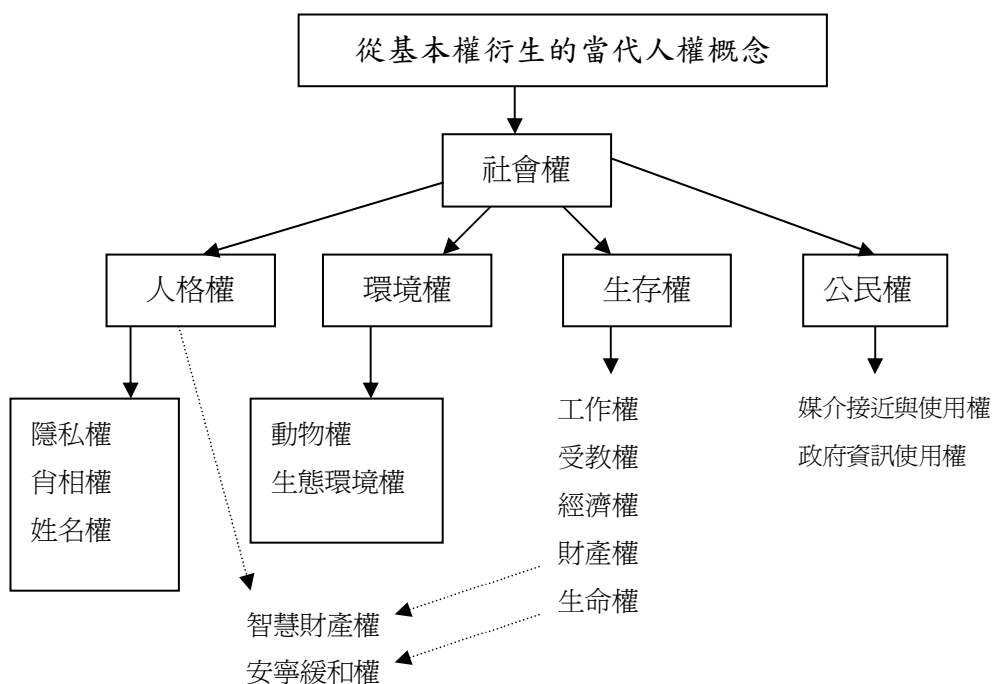 從基本權衍生的當代人權概念
社會權
人格權
環境權
生存權
公民權
隱私權
肖相權
姓名權
動物權
生態環境權
工作權
受教權
經濟權
財產權
生命權
媒介接近與使用權
政府資訊使用權
智慧財產權
安寧緩和權